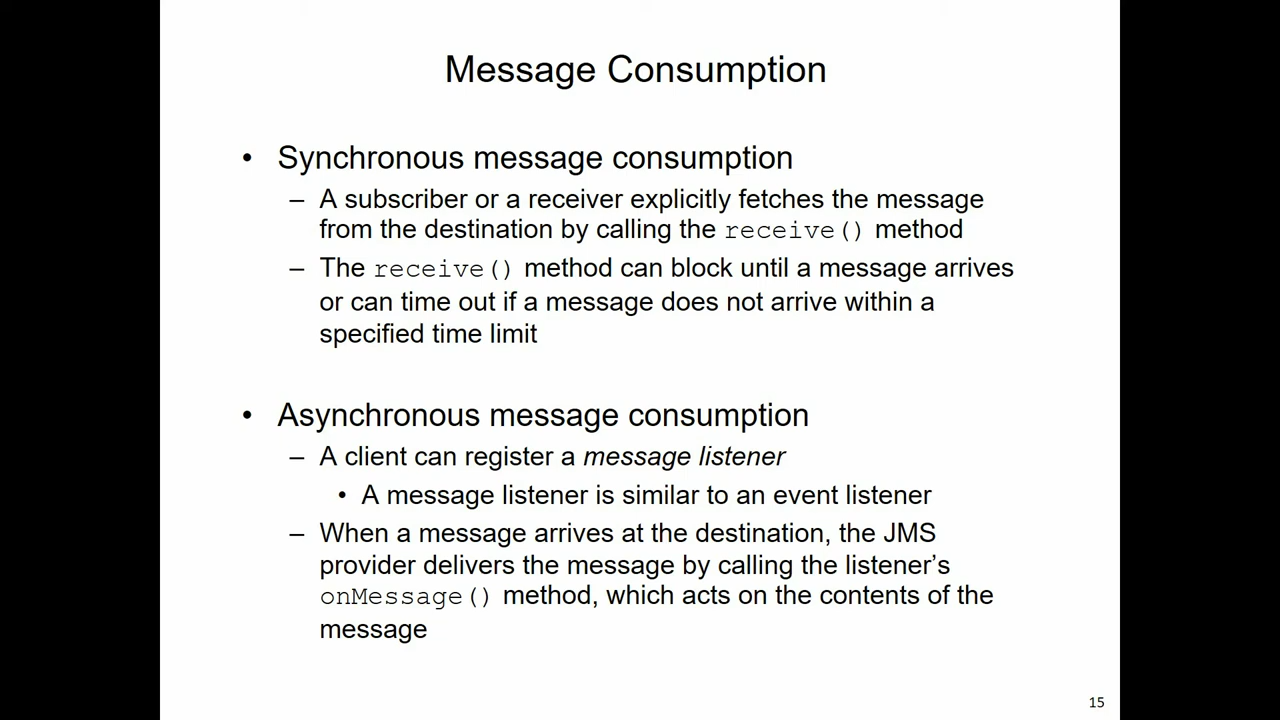 Message Consumption
• Synchronous message consumption
– A subscriber or a receiver explicitly fetches the message
from the destination by calling the receive() method
– The receive() method can block until a message arrives
or can time out if a message does not arrive within a
specified time limit
• Asynchronous message consumption
– A client can register a message listener
• A message listener is similar to an event listener
– When a message arrives at the destination, the JMS
provider delivers the message by calling the listener’s
onMessage() method, which acts on the contents of the
message
15